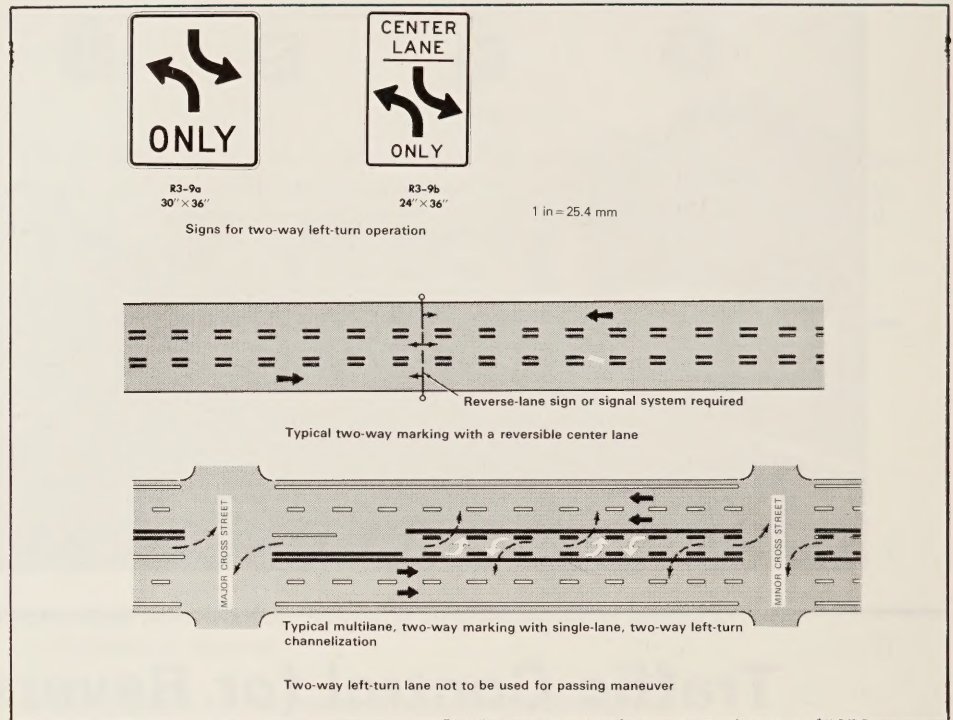 ONLY
CENTER
LANE
ONLY
R3-9a
30"×36"
R3-9b
24"×36"
1 in = 25.4 mm
Signs for two-way left-turn operation
Reverse-lane sign or signal system required
Typical two-way marking with a reversible center lane
MAJOR CROSS STREET
MINOR CROSS STREET
Typical multilane, two-way marking with single-lane, two-way left-turn
channelization
Two-way left-turn lane not to be used for passing maneuver